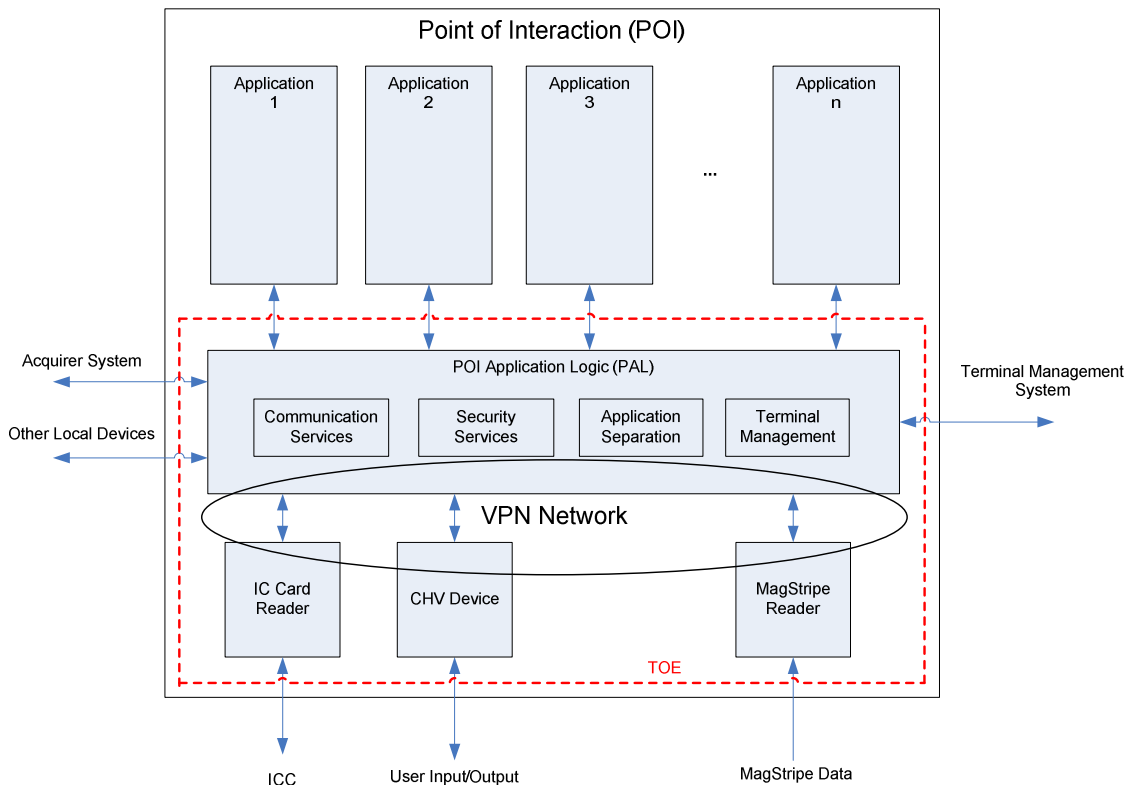 Point of Interaction (POI)
Application
1
Application
2
Application
3
...
Application
n
Acquirer System
Other Local Devices
POI Application Logic (PAL)
Communication
Services
Security
Services
Application
Separation
Terminal
Management
Terminal Management
System
VPN Network
IC Card
Reader
CHV Device
MagStripe
Reader
TOE
ICC
User Input/Output
MagStripe Data